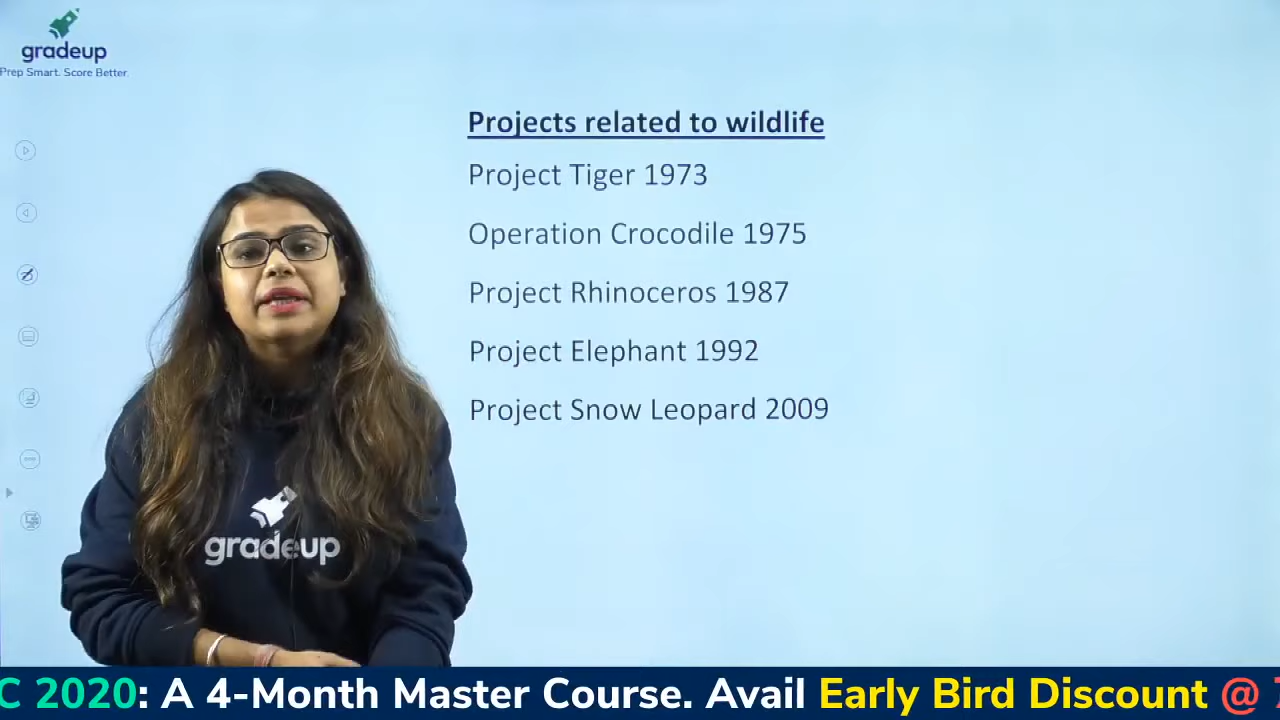 gradeup
Prep Smart. Score Better.
Projects related to wildlife
Project Tiger 1973
Operation Crocodile 1975
Project Rhinoceros 1987
Project Elephant 1992
Project Snow Leopard 2009
gradeup
C 2020: A 4-Month Master Course. Avail Early Bird Discount @